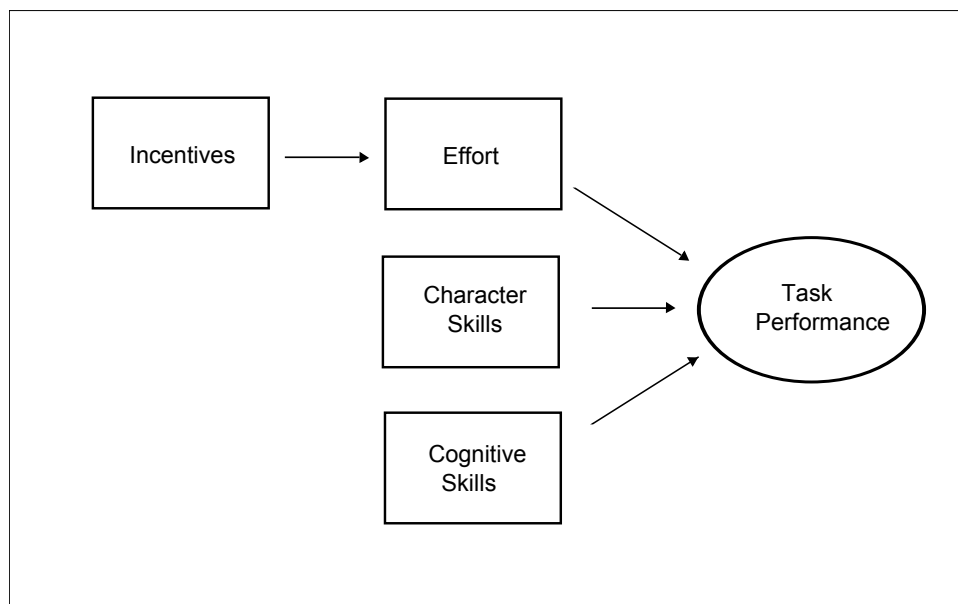 Incentives
Effort
Character
Skills
Task
Performance
Cognitive
Skills